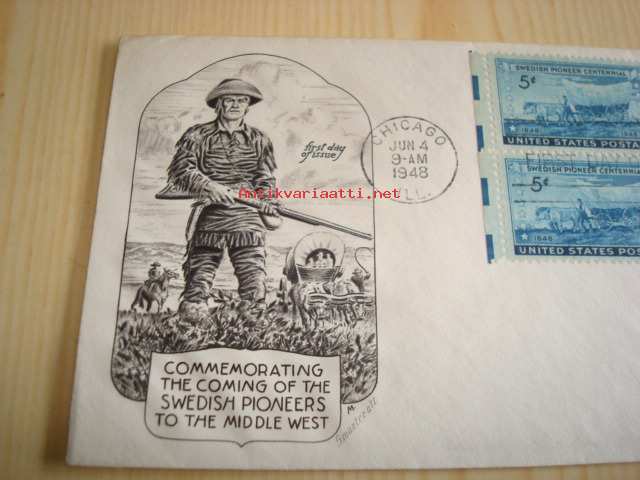 first day
of issue
CHICAGO
JUN 4
9-AM
1948
ILL.
SWEDISH PIONEER CENTENNIAL
5¢
1848
UNITED STATES POSTA
SWEDISH PIONEER CENTENNIAL
5¢
1848
UNITED STATES POSTA
Antikvariaatti.net
COMMEMORATING
THE COMING OF THE
SWEDISH PIONEERS
TO THE MIDDLE WEST
M